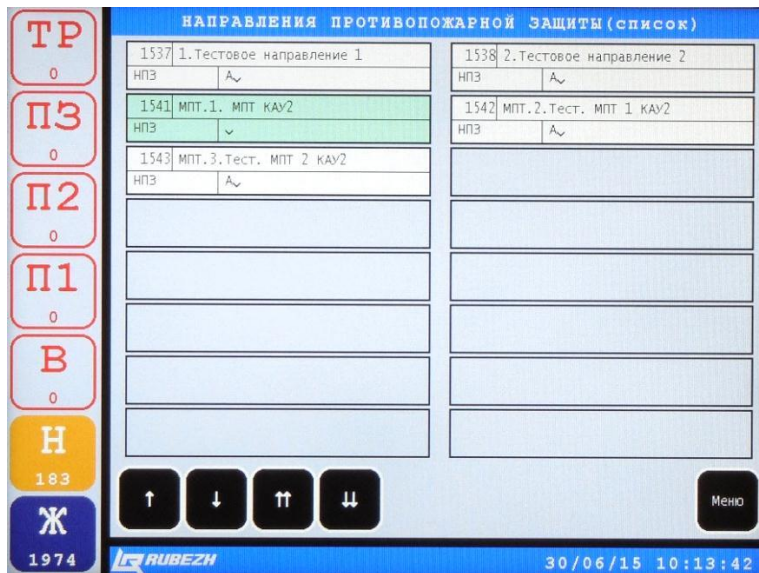 НАПРАВЛЕНИЯ ПРОТИВОПОЖАРНОЙ ЗАЩИТЫ(список)
ТР
0
ПЗ
0
П2
0
П1
0
В
0
Н
183
Ж
1974
1537 1.Тестовое направление 1
НПЗ А
1538 2.Тестовое направление 2
НПЗ А
1541 МПТ.1. МПТ КАУ2
НПЗ
1542 МПТ.2.Тест. МПТ 1 КАУ2
НПЗ А
1543 МПТ.3.Тест. МПТ 2 КАУ2
НПЗ А
↑ ↓ ⇈ ⇊
Меню
RUBEZH
30/06/15 10:13:42